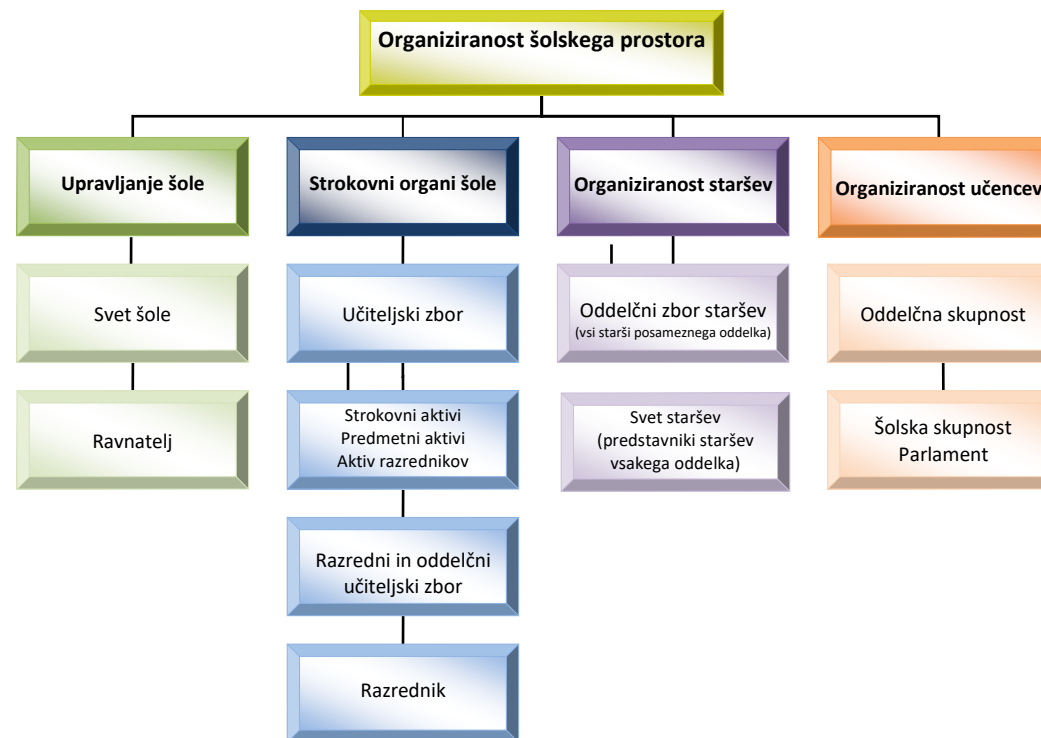 Organiziranost šolskega prostora
Upravljanje šole
Strokovni organi šole
Organiziranost staršev
Organiziranost učencev
Svet šole
Učiteljski zbor
Oddelčni zbor staršev
(vsi starši posameznega oddelka)
Oddelčna skupnost
Ravnatelj
Strokovni aktivi
Predmetni aktivi
Aktiv razrednikov
Svet staršev
(predstavniki staršev
vsakega oddelka)
Šolska skupnost
Parlament
Razredni in oddelčni
učiteljski zbor
Razrednik